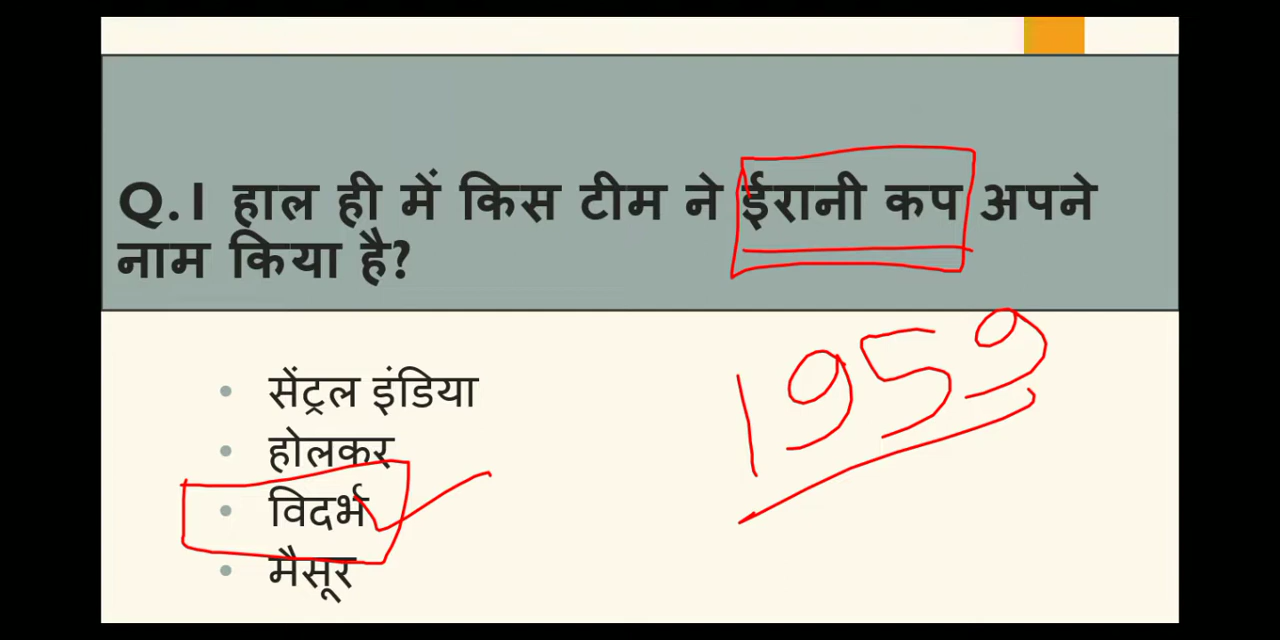 Q.1 हाल ही में किस टीम ने ईरानी कप अपने
नाम किया है?
• सेंट्रल इंडिया
• होलकर
• विदर्भ
• मैसूर
1959